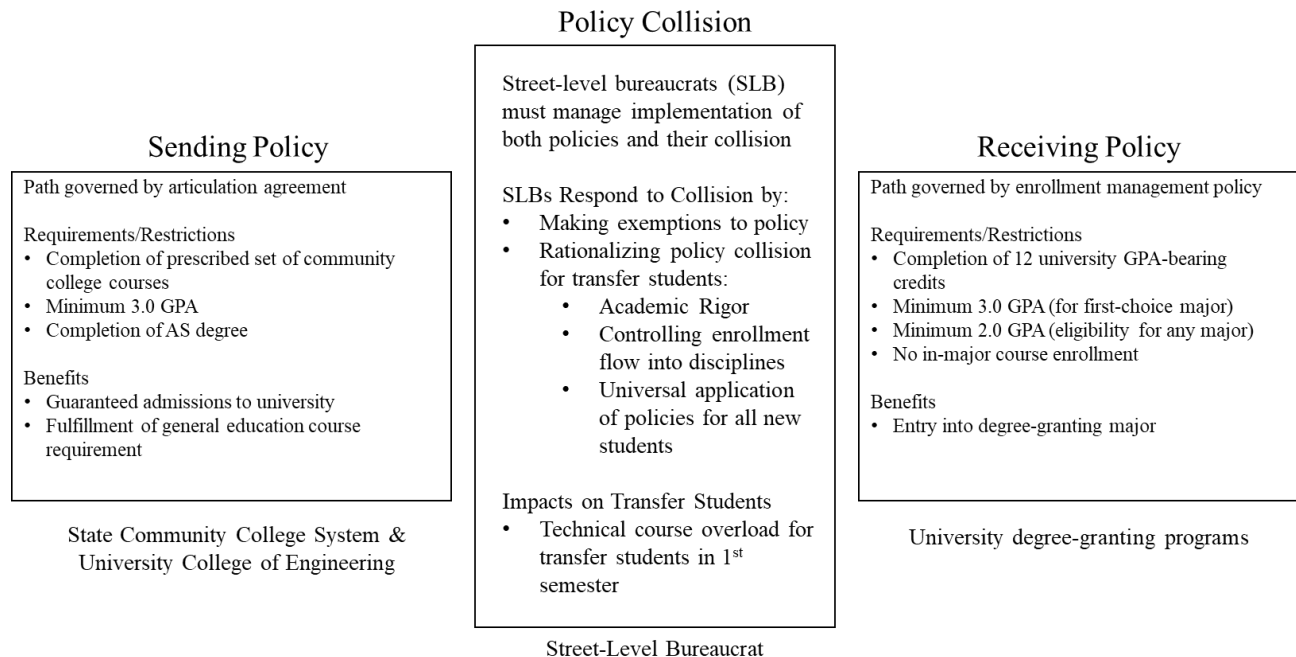 Policy Collision
Street-level bureaucrats (SLB)
must manage implementation of
both policies and their collision
SLBs Respond to Collision by:
• Making exemptions to policy
• Rationalizing policy collision
for transfer students:
• Academic Rigor
• Controlling enrollment
flow into disciplines
• Universal application
of policies for all new
students
Impacts on Transfer Students
• Technical course overload for
transfer students in 1st
semester
Street-Level Bureaucrat
Sending Policy
Path governed by articulation agreement
Requirements/Restrictions
• Completion of prescribed set of community
college courses
• Minimum 3.0 GPA
• Completion of AS degree
Benefits
• Guaranteed admissions to university
• Fulfillment of general education course
requirement
State Community College System &
University College of Engineering
Receiving Policy
Path governed by enrollment management policy
Requirements/Restrictions
• Completion of 12 university GPA-bearing
credits
• Minimum 3.0 GPA (for first-choice major)
• Minimum 2.0 GPA (eligibility for any major)
• No in-major course enrollment
Benefits
• Entry into degree-granting major
University degree-granting programs